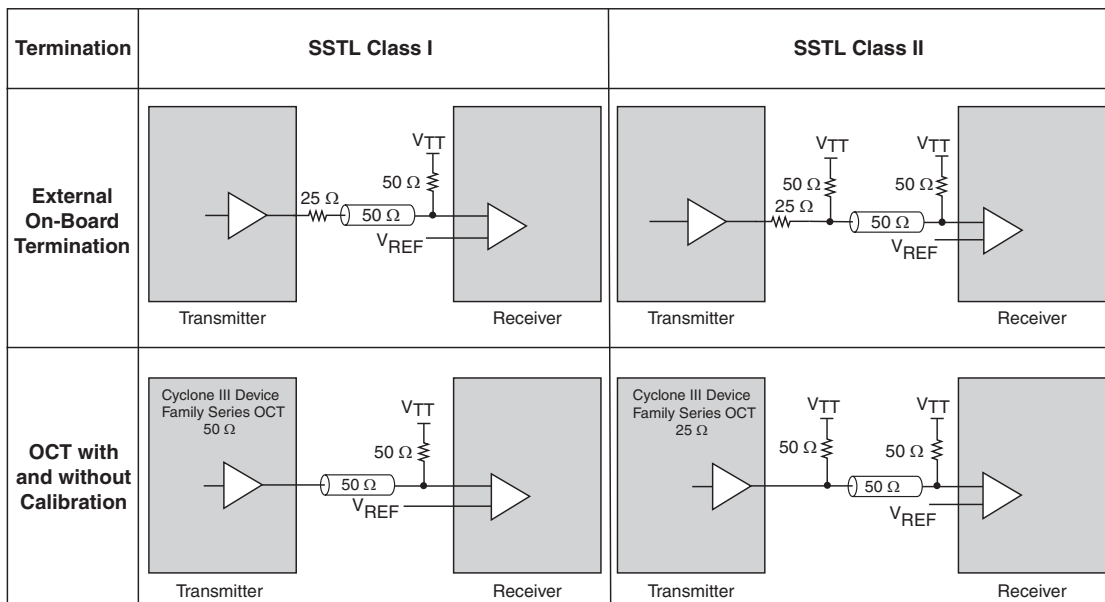 Termination
SSTL Class I
SSTL Class II
External
On-Board
Termination
VTT
50 Ω
25 Ω
50 Ω
VREF
Transmitter
Receiver
VTT
VTT
50 Ω
50 Ω
25 Ω
50 Ω
VREF
Transmitter
Receiver
OCT with
and without
Calibration
Cyclone III Device
Family Series OCT
50 Ω
VTT
50 Ω
50 Ω
VREF
Transmitter
Receiver
Cyclone III Device
Family Series OCT
25 Ω
VTT
VTT
50 Ω
50 Ω
50 Ω
VREF
Transmitter
Receiver